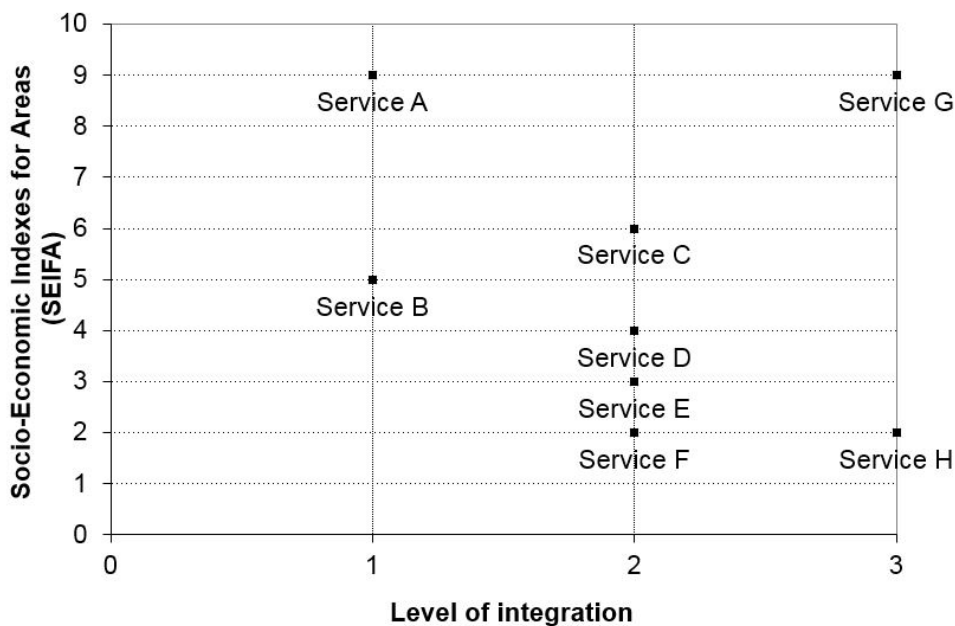 10
9
Service A
Service G
8
7
6
Service C
5
Service B
4
Service D
3
Service E
2
Service F
Service H
1
0
0
1
2
3
Socio-Economic Indexes for Areas
(SEIFA)
Level of integration